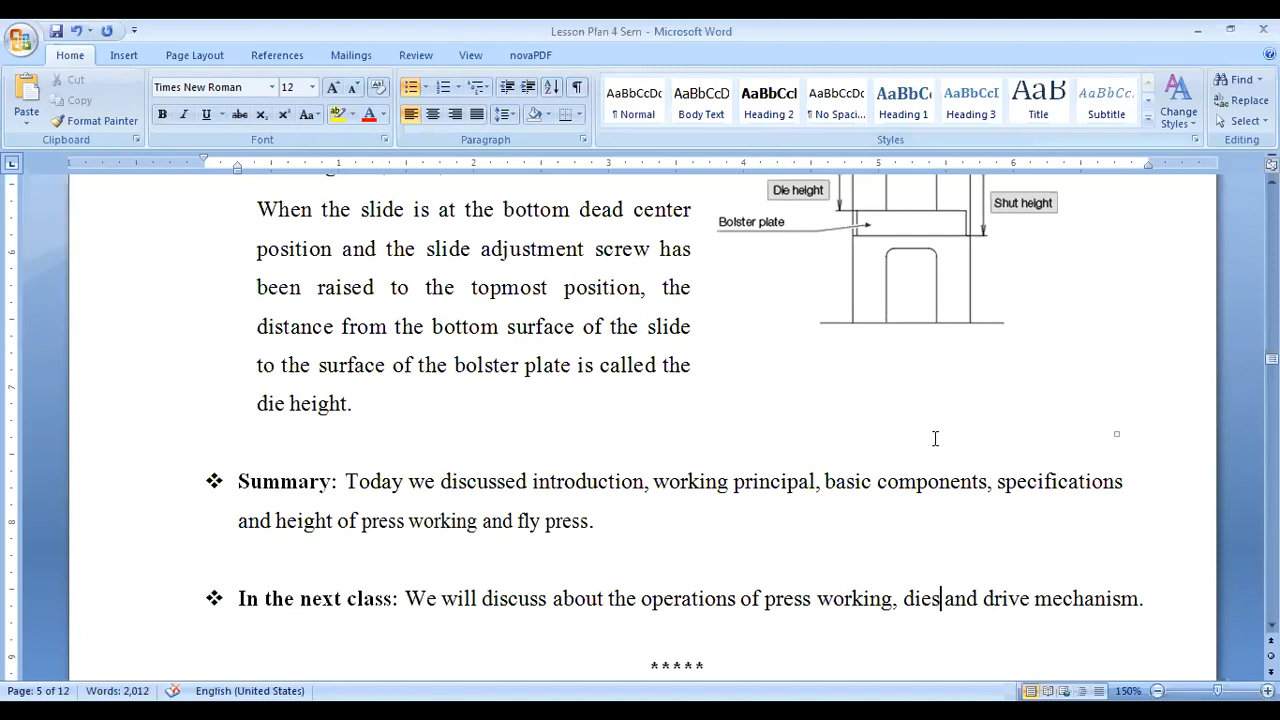 Lesson Plan 4 Sem - Microsoft Word
Home Insert Page Layout References Mailings Review View novaPDF
Paste
Cut
Copy
Format Painter
Clipboard
Times New Roman 12
Font
Paragraph
AaBbCcDc AaBbCc AaBbCcI AaBbCcDc AaBbC AaBbCcI AaB AaBbCc.
¶ Normal Body Text Heading 2 ¶ No Spaci... Heading 1 Heading 3 Title Subtitle
Change Styles
Styles
Find
Replace
Select
Editing
1 2 3 4 5 6
When the slide is at the bottom dead center
position and the slide adjustment screw has
been raised to the topmost position, the
distance from the bottom surface of the slide
to the surface of the bolster plate is called the
die height.
Die height
Shut height
Bolster plate
❖ Summary: Today we discussed introduction, working principal, basic components, specifications
and height of press working and fly press.
❖ In the next class: We will discuss about the operations of press working, dies and drive mechanism.
*****
Page: 5 of 12 Words: 2,012 English (United States) 150%